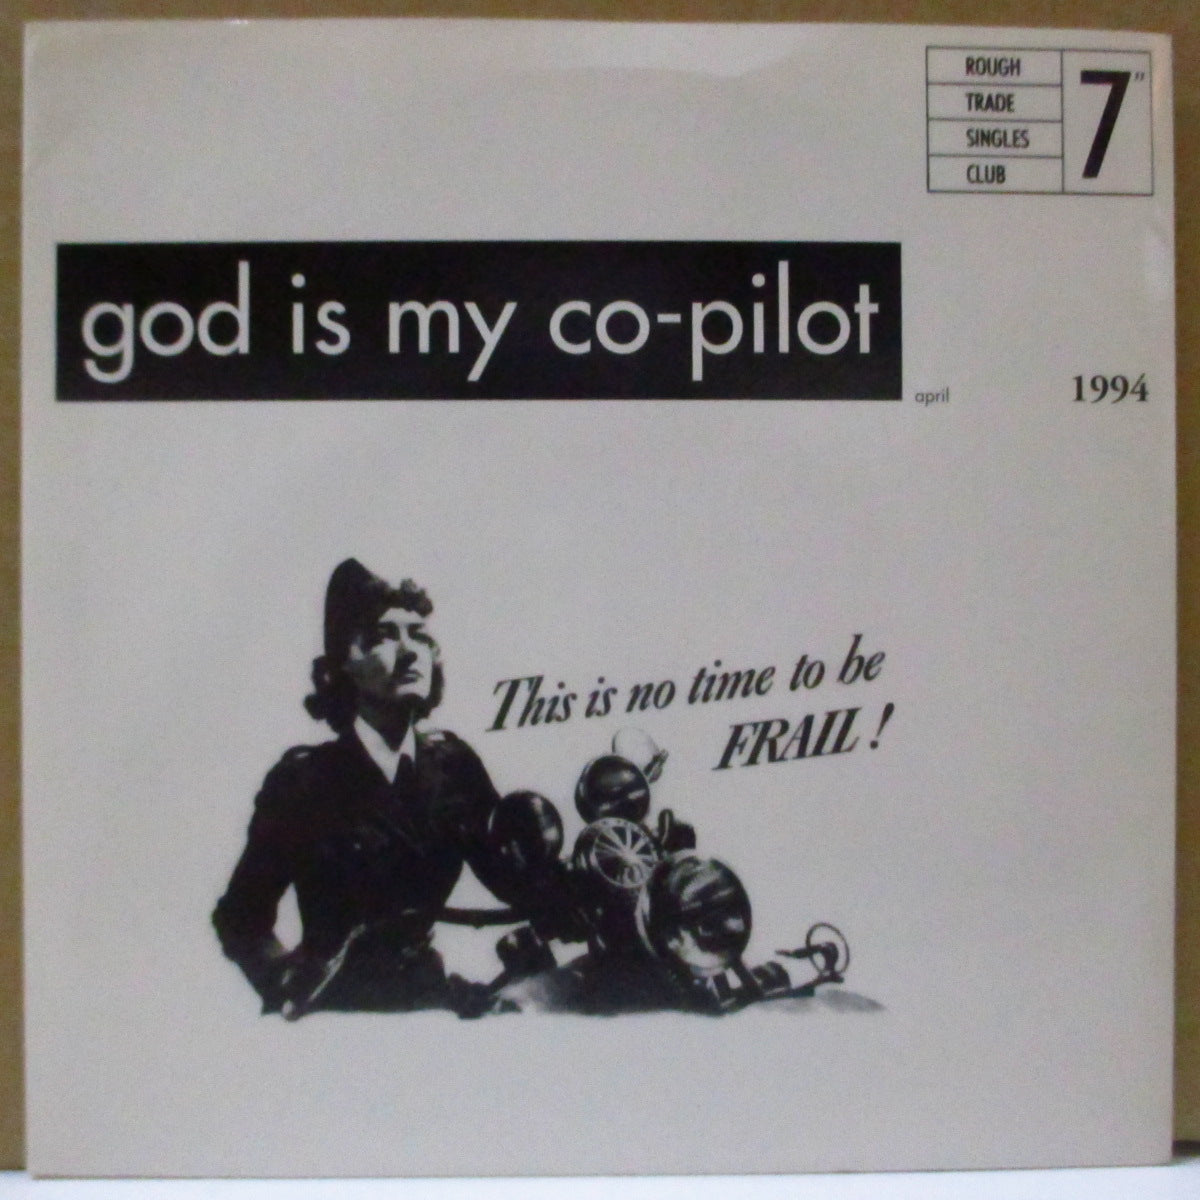 ROUGH
TRADE
SINGLES
CLUB
7"
god is my co-pilot
april 1994
This is no time to be
FRAIL!